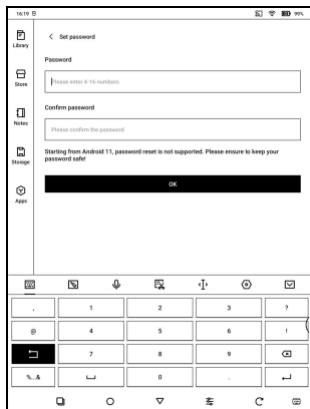 16:19
99%
Library
Store
Notes
Storage
Apps
Set password
Password
Please enter 4-16 numbers
Confirm password
Please confirm the password
Starting from Android 11, password reset is not supported. Please ensure to keep your
password safe!
OK
, 1 2 3 ?
@ 4 5 6 !
7 8 9
%..& 0 .